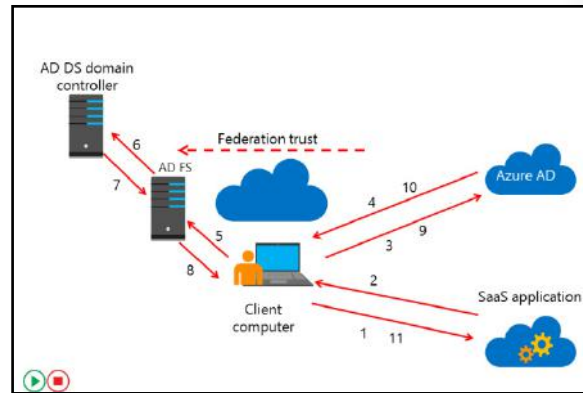 AD DS domain
controller
6
Federation trust
7
AD FS
10
4
Azure AD
5
3
9
8
2
SaaS application
Client
computer
1
11